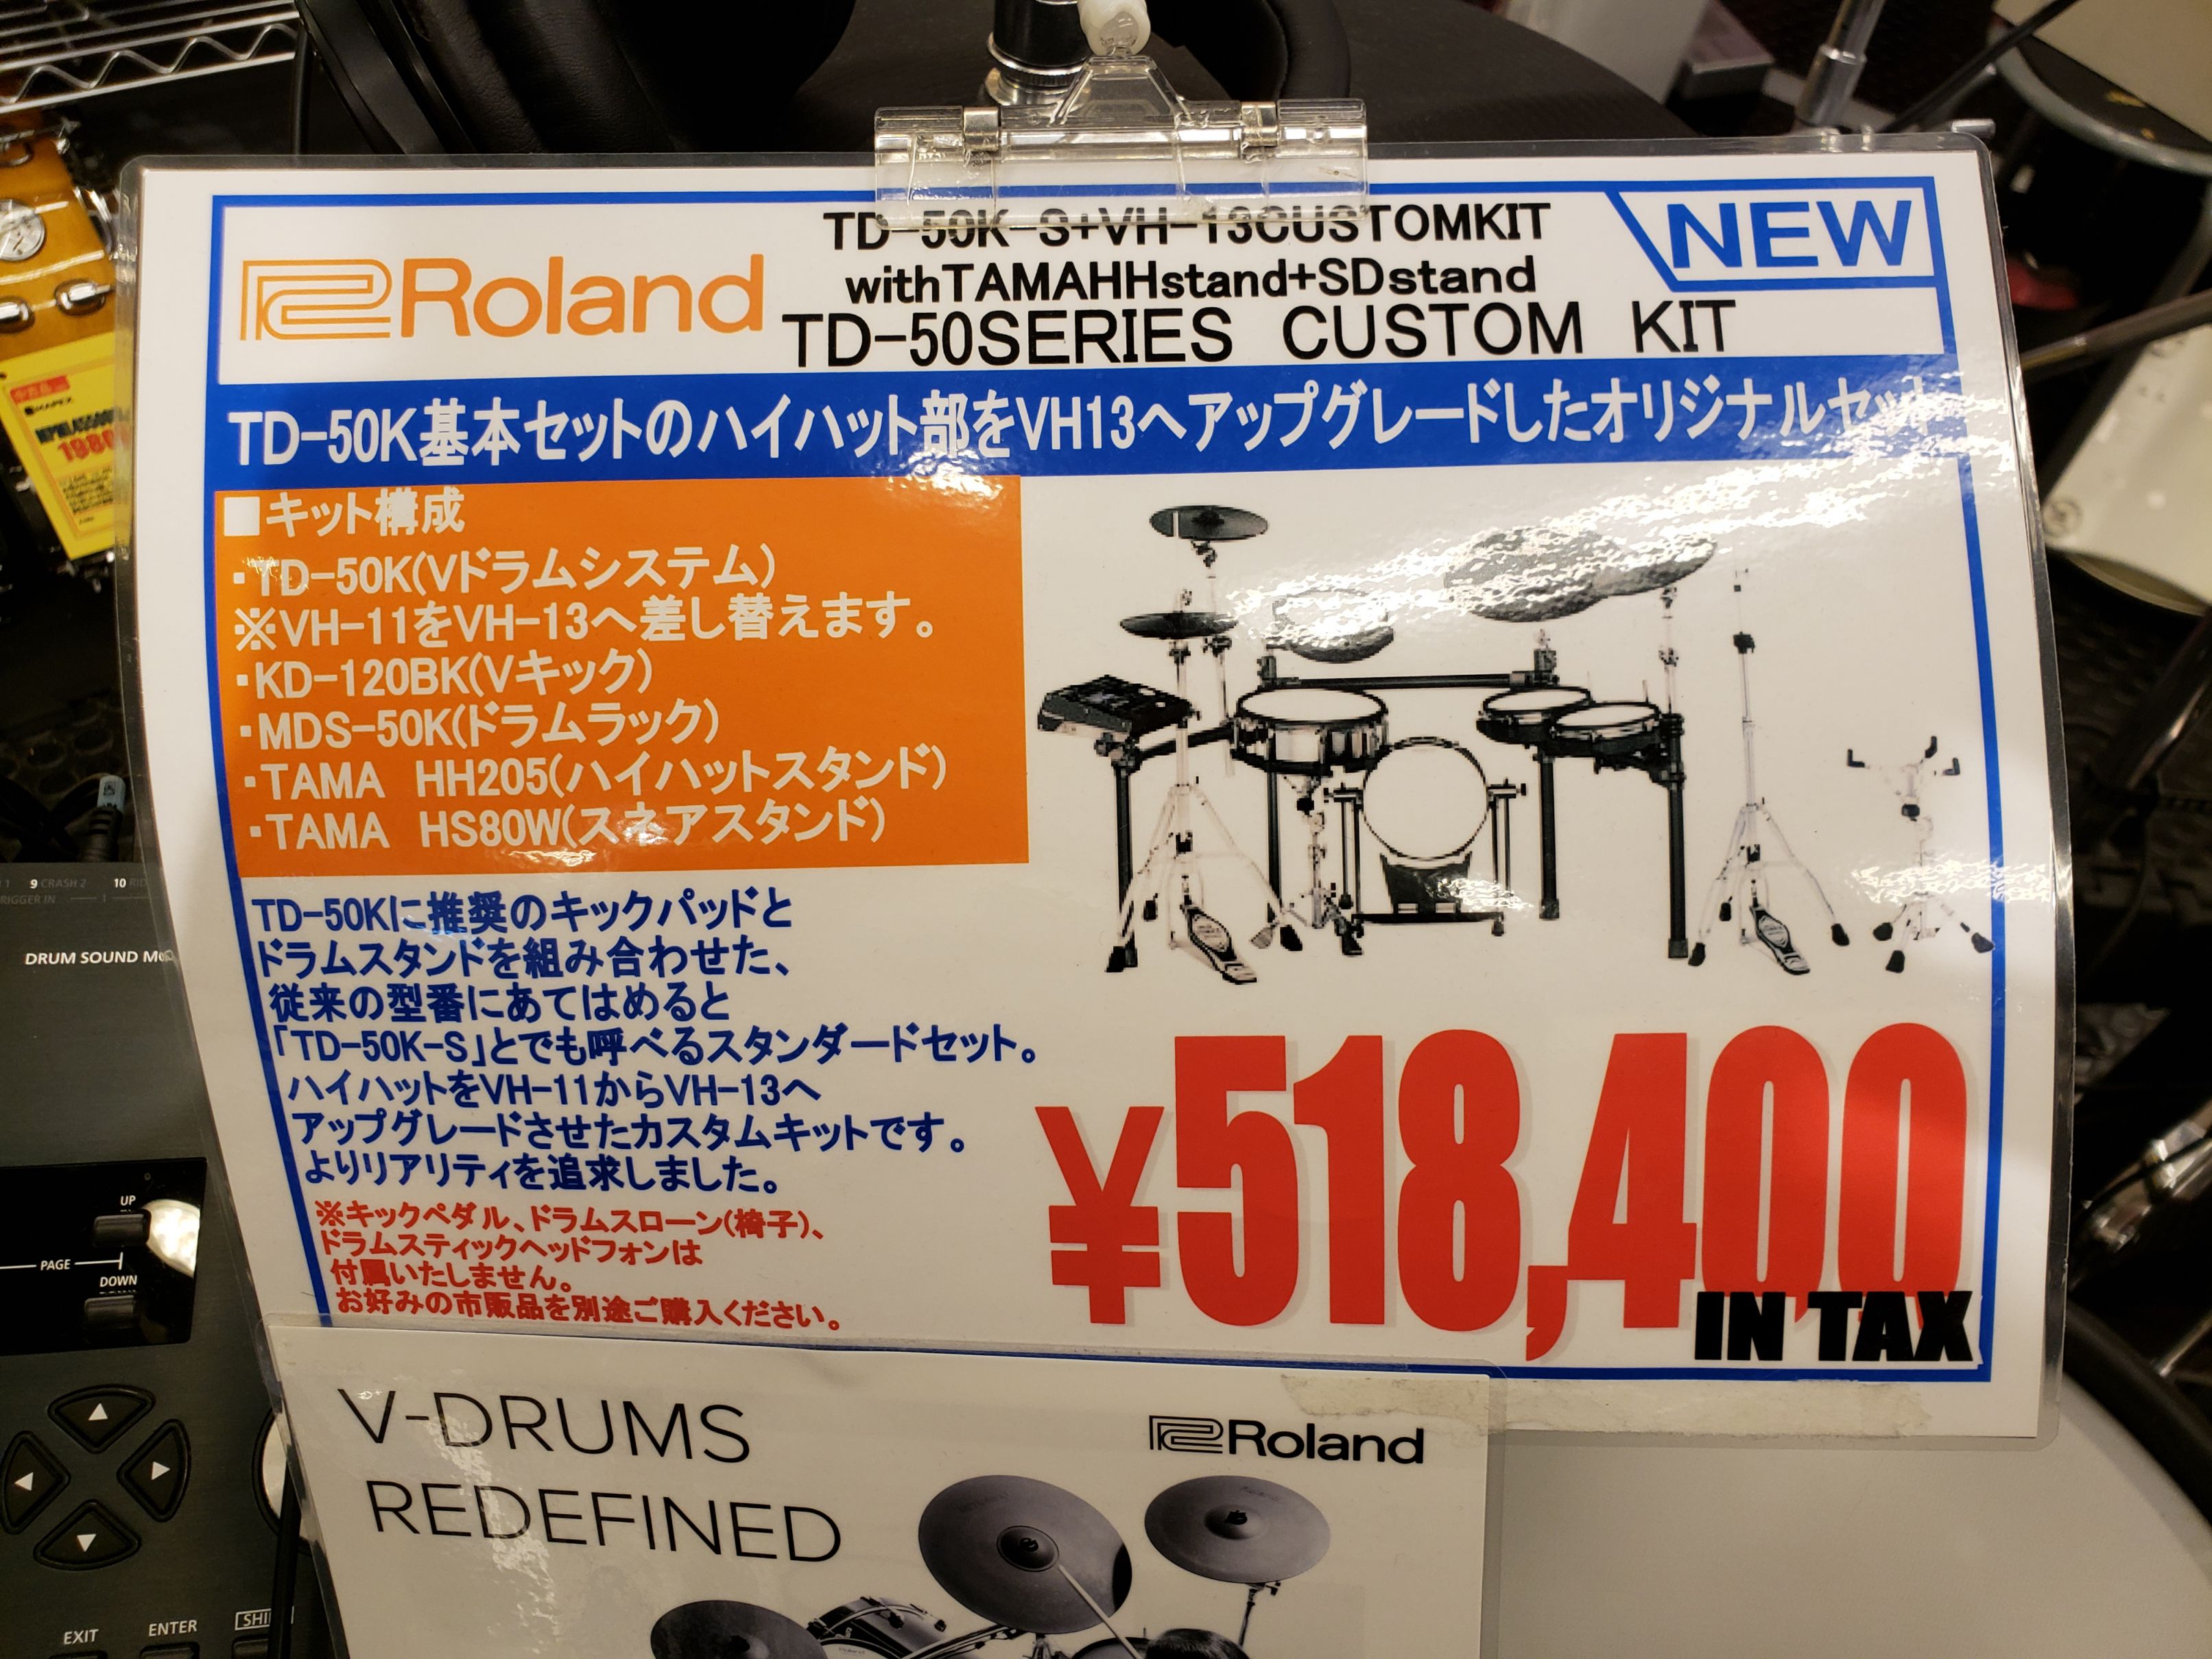 TD-50K-S+VH-13CUSTOMKIT
withTAMAHHstand+SDstand
Roland
TD-50SERIES CUSTOM KIT
NEW
TD-50K基本セットのハイハット部をVH13へアップグレードしたオリジナルセット
■キット構成
・TD-50K(Vドラムシステム)
※VH-11をVH-13へ差し替えます。
・KD-120BK(Vキック)
・MDS-50K(ドラムラック)
・TAMA HH205(ハイハットスタンド)
・TAMA HS80W(スネアスタンド)
TD-50Kに推奨のキックパッドと
ドラムスタンドを組み合わせた、
従来の型番にあてはめると
「TD-50K-S」とでも呼べるスタンダードセット。
ハイハットをVH-11からVH-13へ
アップグレードさせたカスタムキットです。
よりリアリティを追求しました。
※キックペダル、ドラムスローン(椅子)、
ドラムスティックヘッドフォンは
付属いたしません。
お好みの市販品を別途ご購入ください。
¥518,400
IN TAX
V-DRUMS
REDEFINED
Roland
9 CRASH 2 10
TRIGGER IN
DRUM SOUND
UP
PAGE
DOWN
EXIT
ENTER